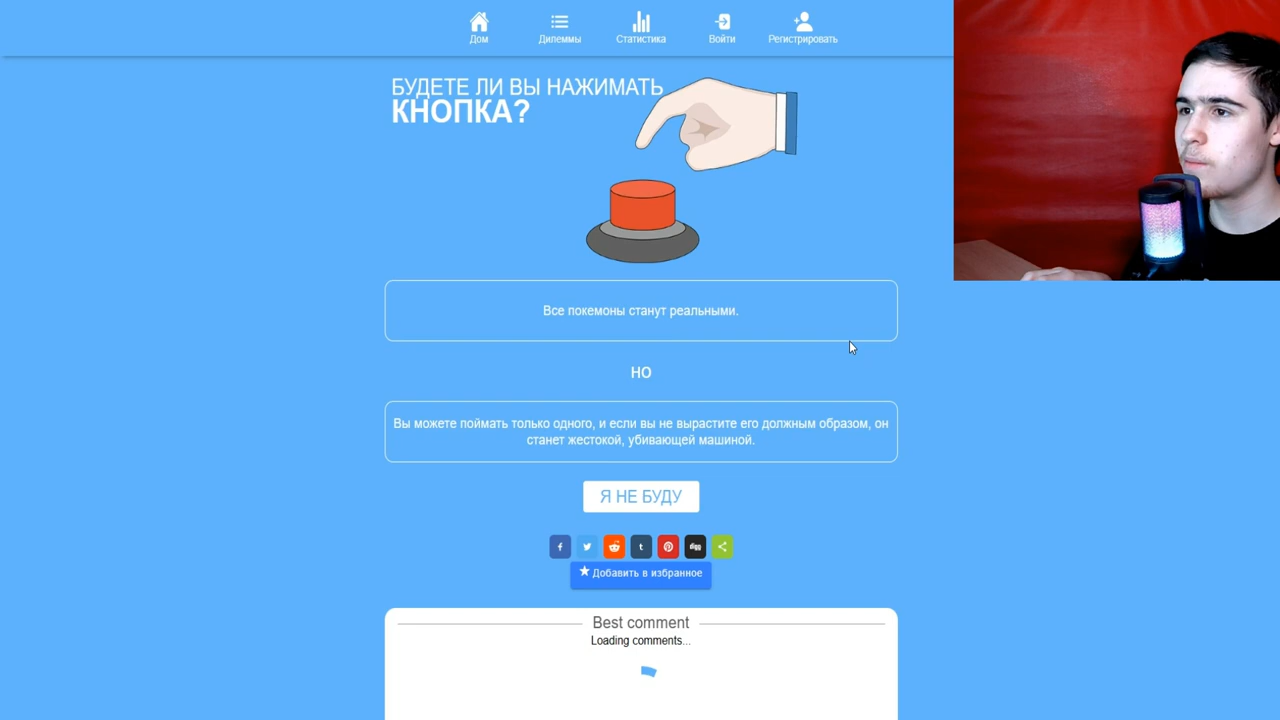 Дом
Дилеммы
Статистика
Войти
Регистрировать
БУДЕТЕ ЛИ ВЫ НАЖИМАТЬ
КНОПКА?
Все покемоны станут реальными.
НО
Вы можете поймать только одного, и если вы не вырастите его должным образом, он
станет жестокой, убивающей машиной.
Я НЕ БУДУ
digg
Добавить в избранное
Best comment
Loading comments...